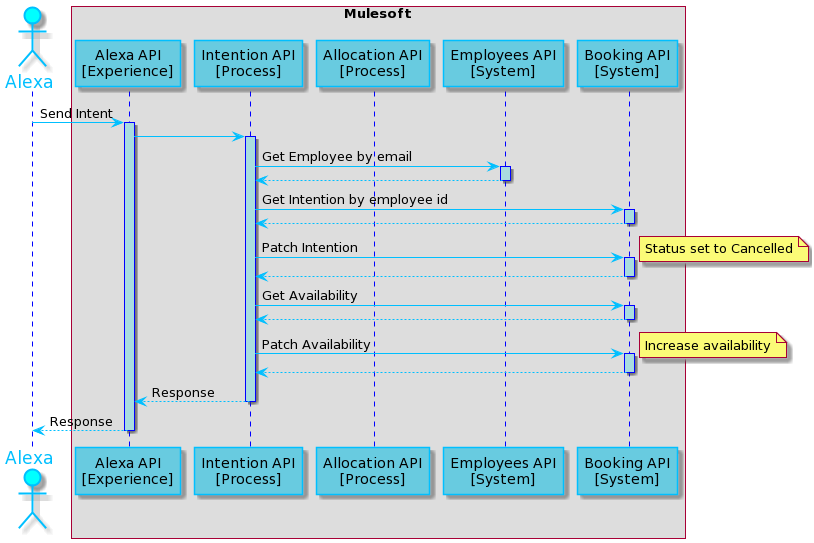 Mulesoft
Alexa
Alexa API
[Experience]
Intention API
[Process]
Allocation API
[Process]
Employees API
[System]
Booking API
[System]
Send Intent
Get Employee by email
Get Intention by employee id
Patch Intention
Status set to Cancelled
Get Availability
Patch Availability
Increase availability
Response
Response
Alexa
Alexa API
[Experience]
Intention API
[Process]
Allocation API
[Process]
Employees API
[System]
Booking API
[System]